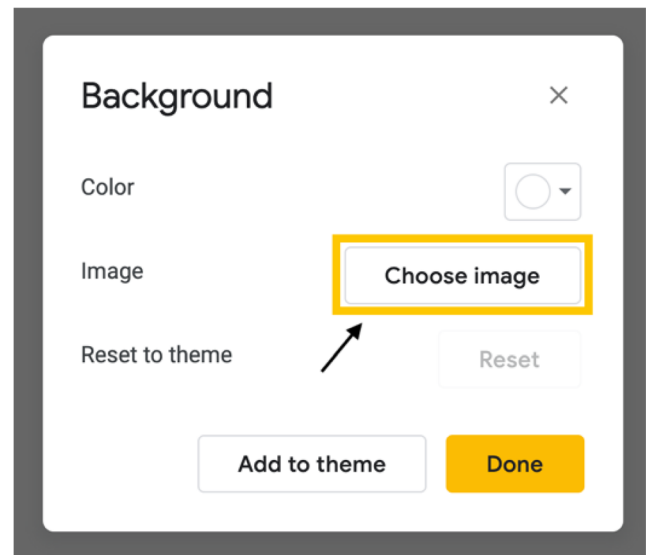 Background
Color
Image
Choose image
Reset to theme
Reset
Add to theme
Done